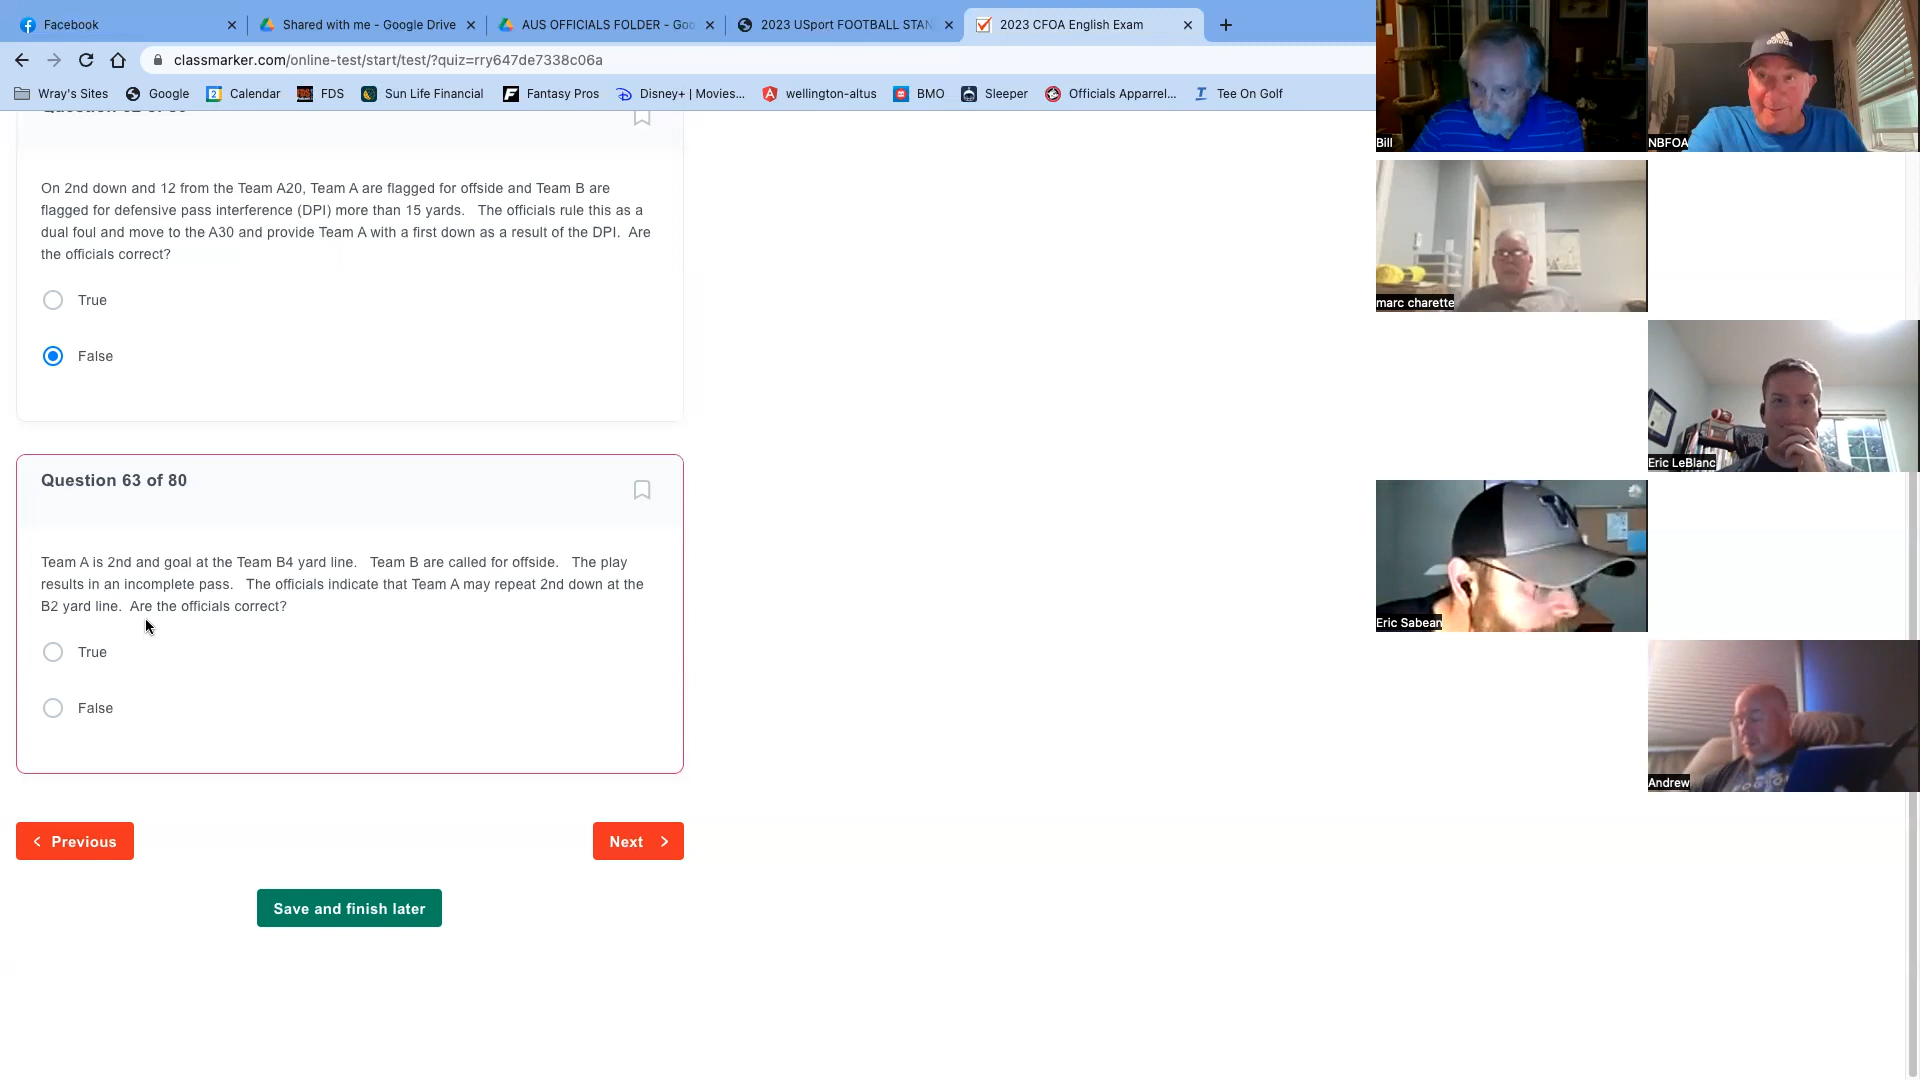 Facebook
Shared with me - Google Drive
AUS OFFICIALS FOLDER - Goo
2023 USport FOOTBALL STAN
2023 CFOA English Exam
classmarker.com/online-test/start/test/?quiz=rry647de7338c06a
Wray's Sites
Google
Calendar
FDS
Sun Life Financial
Fantasy Pros
Disney+ | Movies...
wellington-altus
BMO
Sleeper
Officials Apparrel...
Tee On Golf
On 2nd down and 12 from the Team A20, Team A are flagged for offside and Team B are
flagged for defensive pass interference (DPI) more than 15 yards. The officials rule this as a
dual foul and move to the A30 and provide Team A with a first down as a result of the DPI. Are
the officials correct?
True
False
Question 63 of 80
Team A is 2nd and goal at the Team B4 yard line. Team B are called for offside. The play
results in an incomplete pass. The officials indicate that Team A may repeat 2nd down at the
B2 yard line. Are the officials correct?
True
False
Previous
Next
Save and finish later
Bill
NBFOA
adidas
marc charette
Eric LeBlanc
Eric Sabean
Andrew